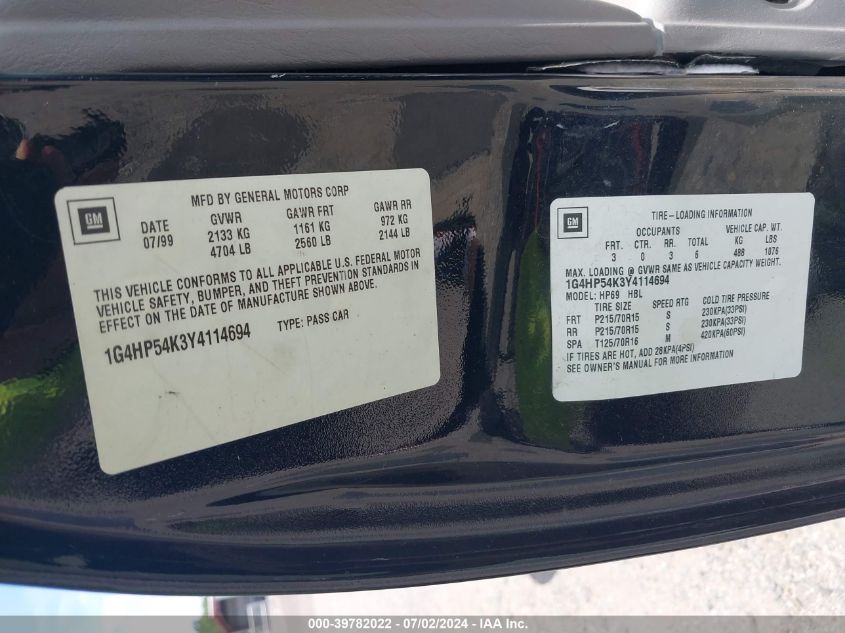 GM
MFD BY GENERAL MOTORS CORP
DATE GVWR GAWR FRT GAWR RR
07/99 2133 KG 1161 KG 972 KG
4704 LB 2560 LB 2144 LB
THIS VEHICLE CONFORMS TO ALL APPLICABLE U.S. FEDERAL MOTOR
VEHICLE SAFETY, BUMPER, AND THEFT PREVENTION STANDARDS IN
EFFECT ON THE DATE OF MANUFACTURE SHOWN ABOVE.
1G4HP54K3Y4114694 TYPE: PASS CAR
GM
TIRE-LOADING INFORMATION
OCCUPANTS VEHICLE CAP. WT.
FRT. CTR. RR. TOTAL KG LBS
3 0 3 6 488 1076
MAX. LOADING @ GVWR SAME AS VEHICLE CAPACITY WEIGHT.
1G4HP54K3Y4114694
MODEL: HP69 HBL
TIRE SIZE SPEED RTG COLD TIRE PRESSURE
FRT P215/70R15 S 230KPA(33PSI)
RR P215/70R15 S 230KPA(33PSI)
SPA T125/70R16 M 420KPA(60PSI)
IF TIRES ARE HOT, ADD 28KPA(4PSI)
SEE OWNER'S MANUAL FOR MORE INFORMATION
000-39782022 - 07/02/2024 - IAA Inc.